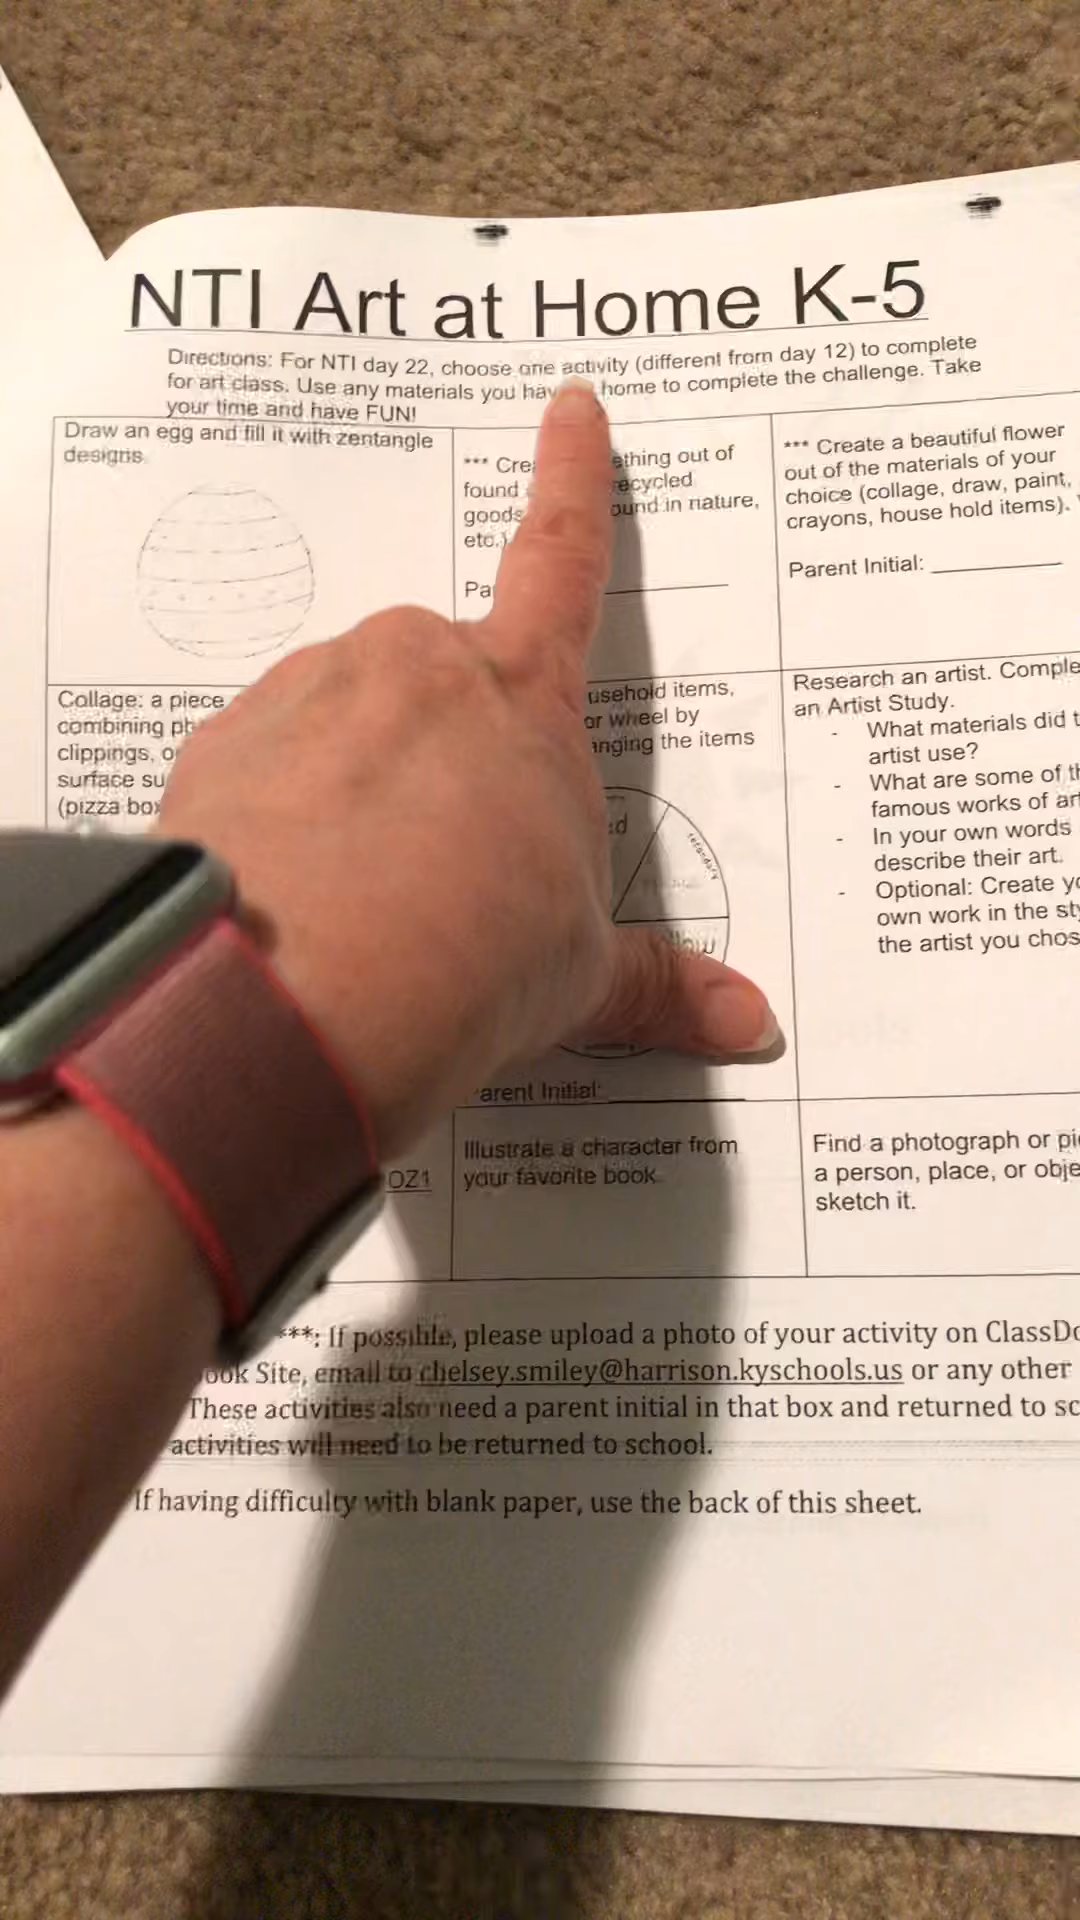 NTI Art at Home K-5
Directions: For NTI day 22, choose one activity (different from day 12) to complete
for art class. Use any materials you hav home to complete the challenge. Take
your time and have FUN!
Draw an egg and fill it with zentangle
designs.
*** Cre ething out of
found recycled
goods ound in nature,
etc.)
Pa
*** Create a beautiful flower
out of the materials of your
choice (collage, draw, paint,
crayons, house hold items).
Parent Initial:
Collage: a piece
combining ph
clippings, o
surface su
(pizza box
usehold items,
or wheel by
anging the items
secondary
arent Initial:
Research an artist. Comple
an Artist Study.
- What materials did t
artist use?
- What are some of th
famous works of art
- In your own words
describe their art.
- Optional: Create yo
own work in the sty
the artist you chos
OZ1
Illustrate a character from
your favorite book.
Find a photograph or pi
a person, place, or obje
sketch it.
***: If possible, please upload a photo of your activity on ClassDo
ook Site, email to chelsey.smiley@harrison.kyschools.us or any other
These activities also need a parent initial in that box and returned to sc
activities will need to be returned to school.
If having difficulty with blank paper, use the back of this sheet.